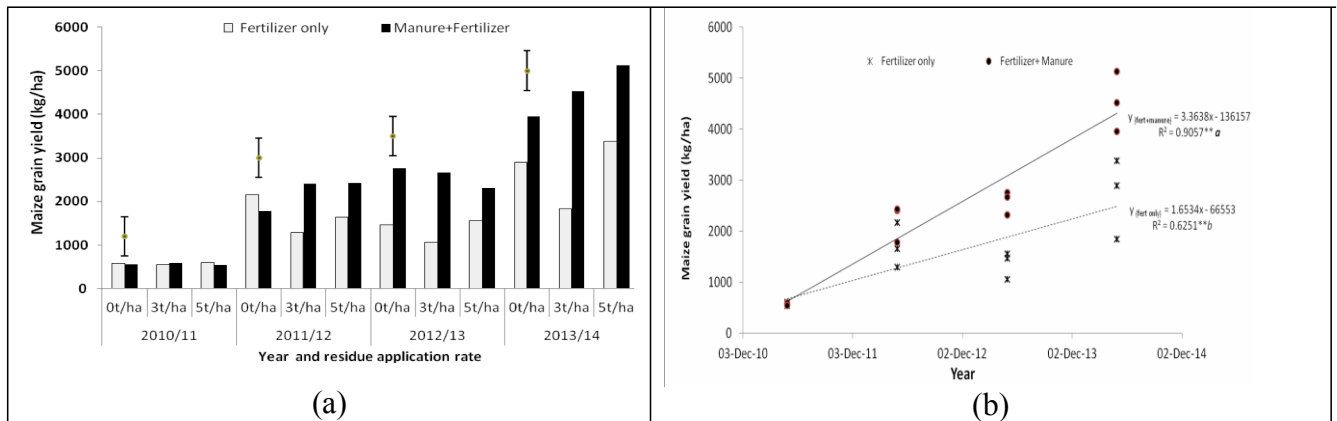 Fertilizer only Manure+Fertilizer
Maize grain yield (kg/ha)
6000
5000
4000
3000
2000
1000
0
0t/ha 3t/ha 5t/ha 0t/ha 3t/ha 5t/ha 0t/ha 3t/ha 5t/ha 0t/ha 3t/ha 5t/ha
2010/11 2011/12 2012/13 2013/14
Year and residue application rate
(a)
Fertilizer only Fertilizer+ Manure
Maize grain yield (kg/ha)
6000
5000
4000
3000
2000
1000
0
y (fert+manure) = 3.3638x - 136157
R² = 0.9057** a
y (fert only) = 1.6534x - 66553
R² = 0.6251**b
03-Dec-10 03-Dec-11 02-Dec-12 02-Dec-13 02-Dec-14
Year
(b)